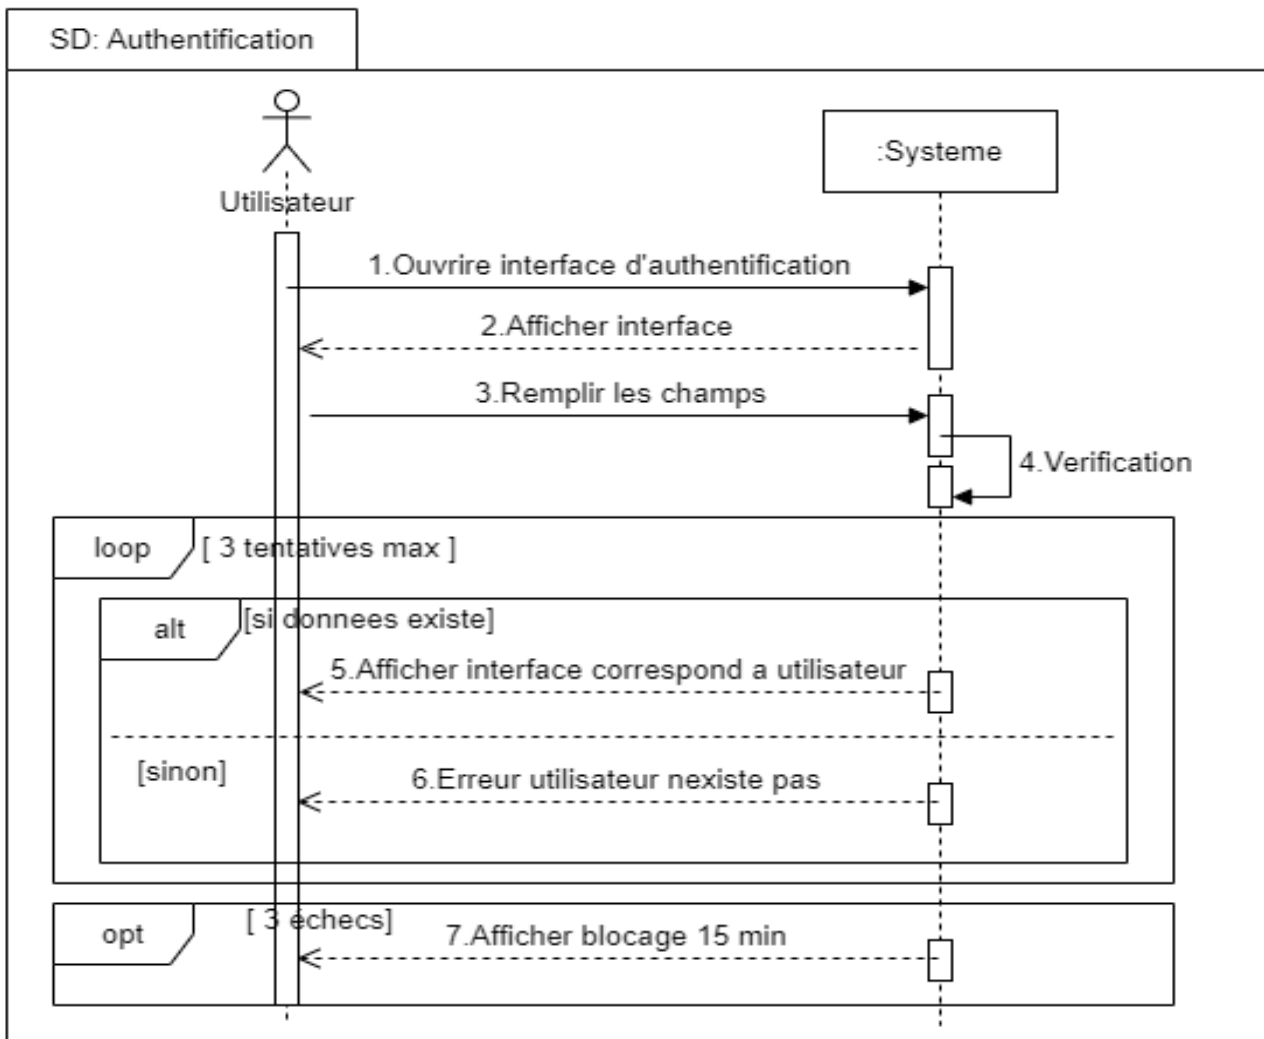 SD: Authentification
:Systeme
Utilisateur
1.Ouvrire interface d'authentification
2.Afficher interface
3.Remplir les champs
4.Verification
loop
[ 3 tentatives max ]
alt
[si donnees existe]
5.Afficher interface correspond a utilisateur
[sinon]
6.Erreur utilisateur nexiste pas
opt
[ 3 échecs]
7.Afficher blocage 15 min